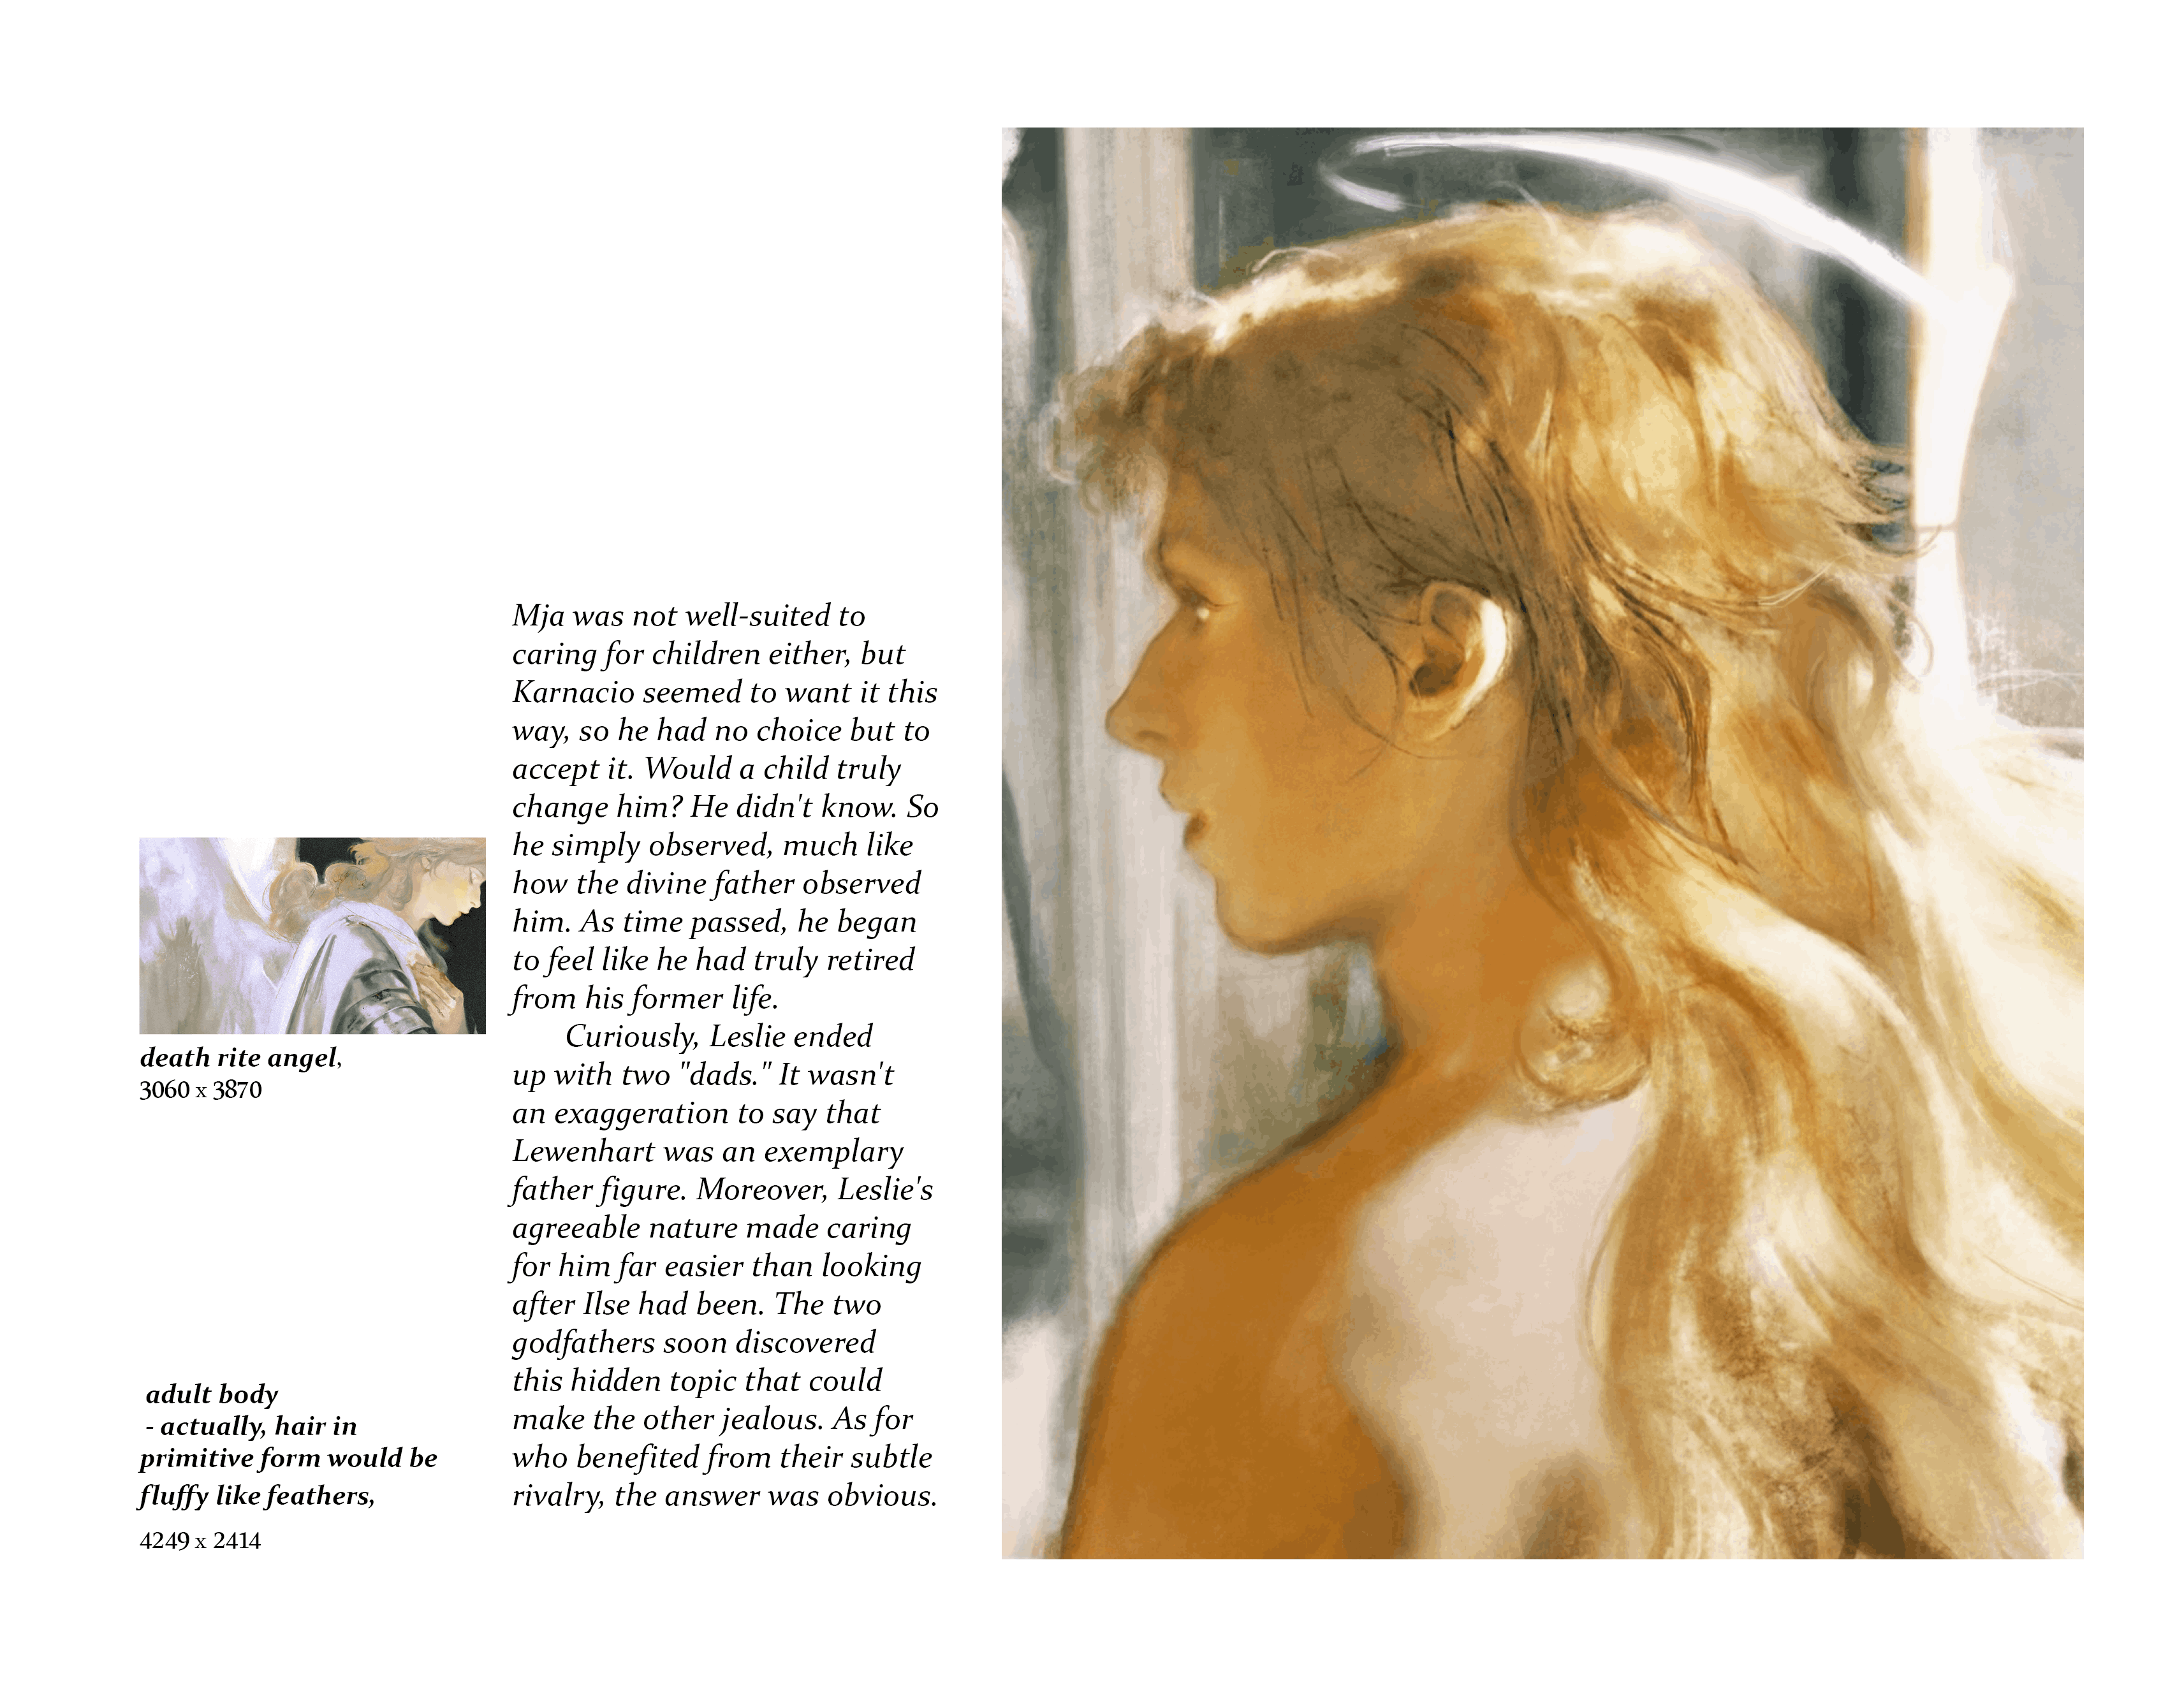 Mja was not well-suited to
caring for children either, but
Karnacio seemed to want it this
way, so he had no choice but to
accept it. Would a child truly
change him? He didn't know. So
he simply observed, much like
how the divine father observed
him. As time passed, he began
to feel like he had truly retired
from his former life.
Curiously, Leslie ended
up with two "dads." It wasn't
an exaggeration to say that
Lewenhart was an exemplary
father figure. Moreover, Leslie's
agreeable nature made caring
for him far easier than looking
after Ilse had been. The two
godfathers soon discovered
this hidden topic that could
make the other jealous. As for
who benefited from their subtle
rivalry, the answer was obvious.
death rite angel,
3060 x 3870
adult body
- actually, hair in
primitive form would be
fluffy like feathers,
4249 x 2414